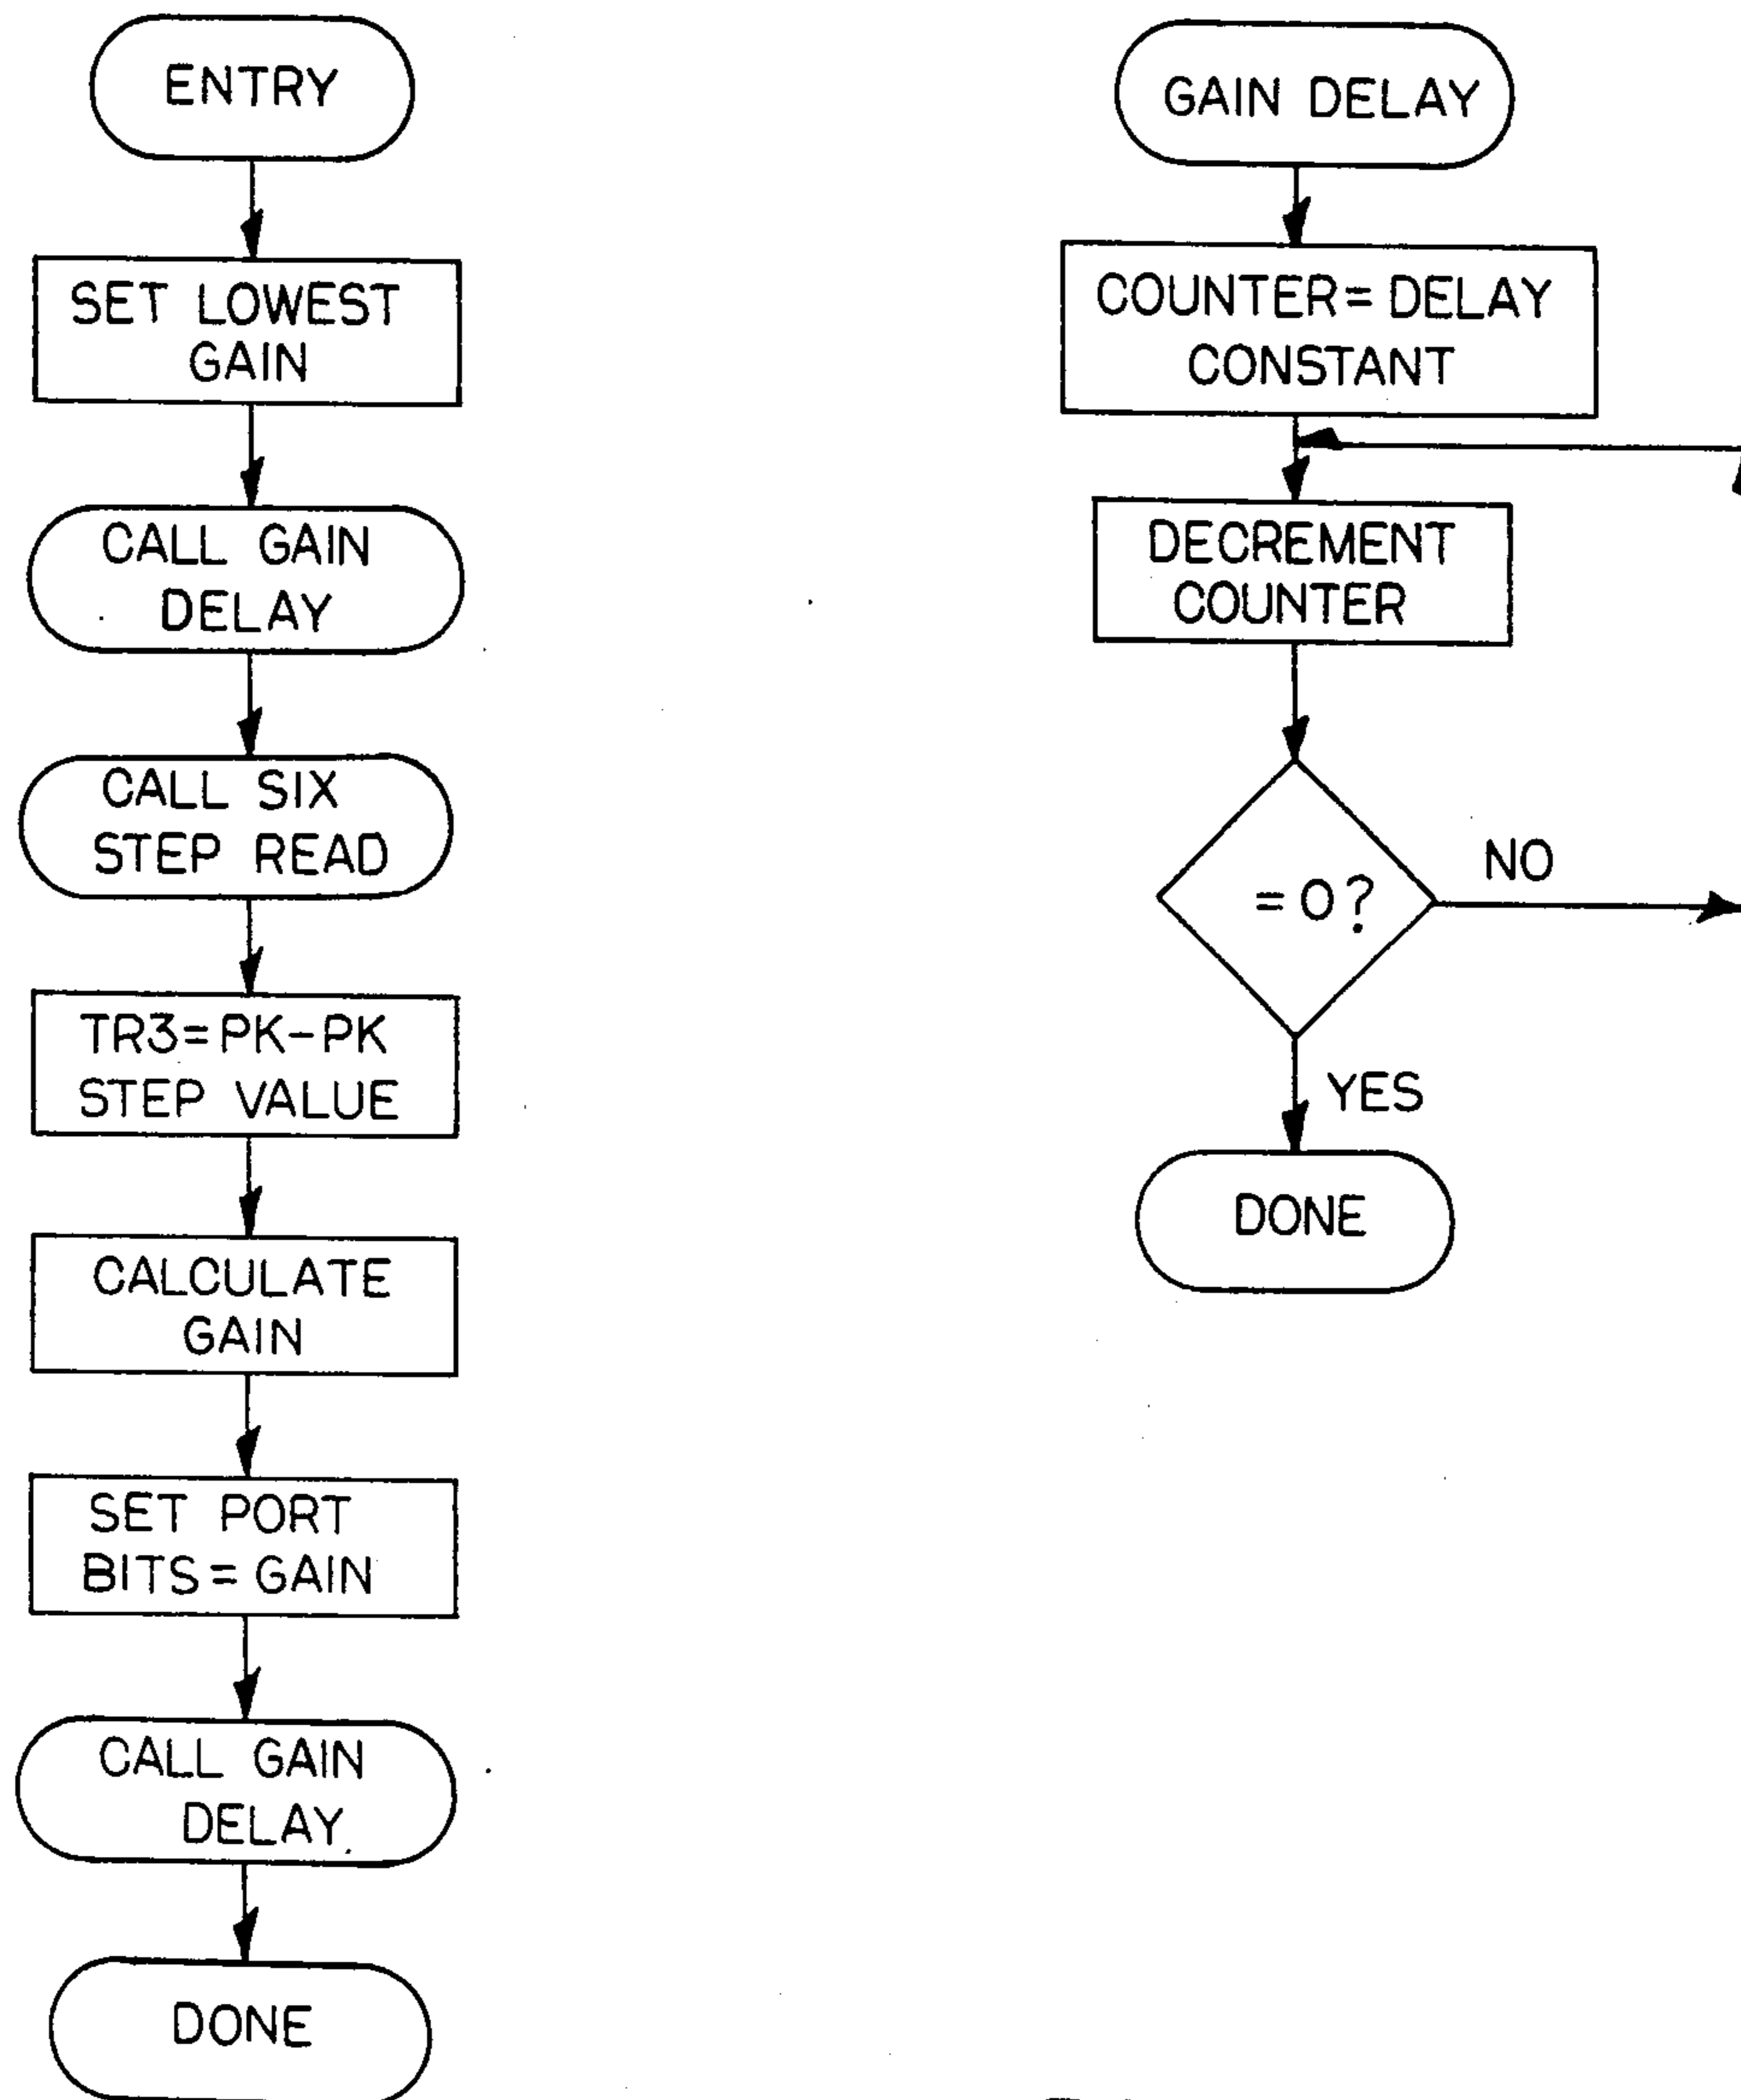 ENTRY
SET LOWEST
GAIN
CALL GAIN
DELAY
CALL SIX
STEP READ
TR3=PK-PK
STEP VALUE
CALCULATE
GAIN
SET PORT
BITS=GAIN
CALL GAIN
DELAY
DONE
GAIN DELAY
COUNTER=DELAY
CONSTANT
DECREMENT
COUNTER
=0?
NO
YES
DONE